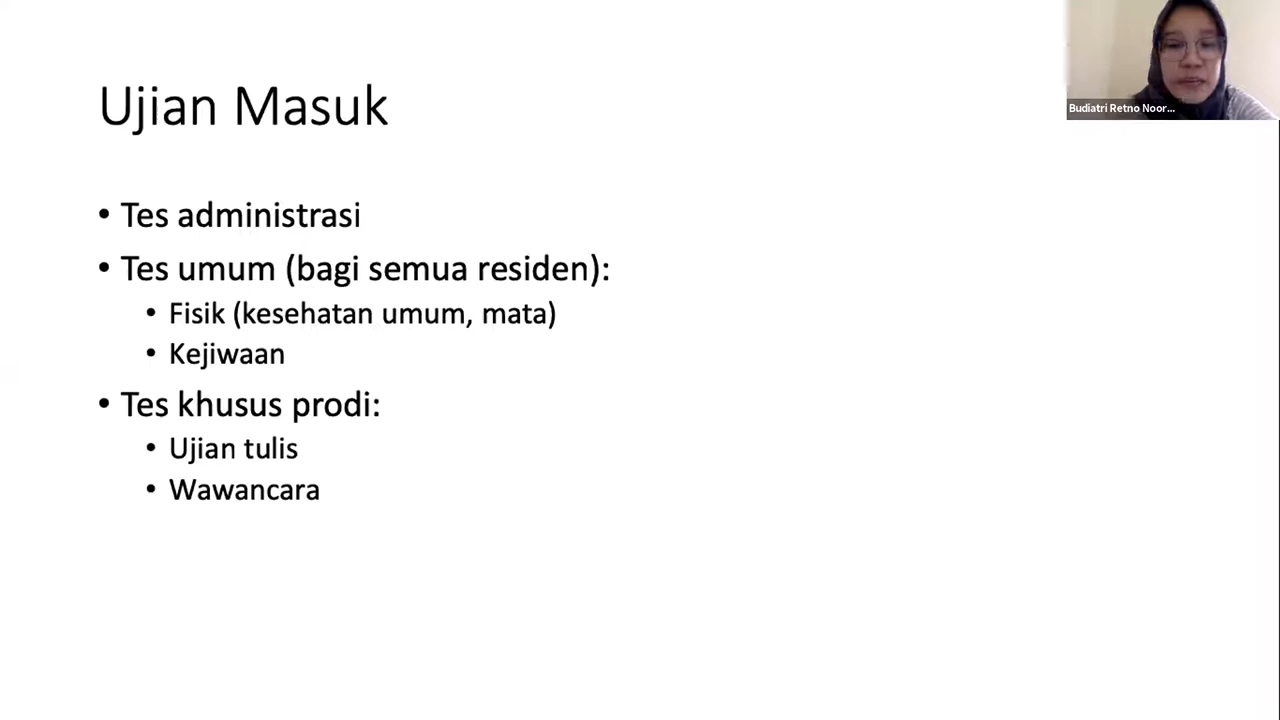 Ujian Masuk
Budiatri Retno Noor...
• Tes administrasi
• Tes umum (bagi semua residen):
• Fisik (kesehatan umum, mata)
• Kejiwaan
• Tes khusus prodi:
• Ujian tulis
• Wawancara